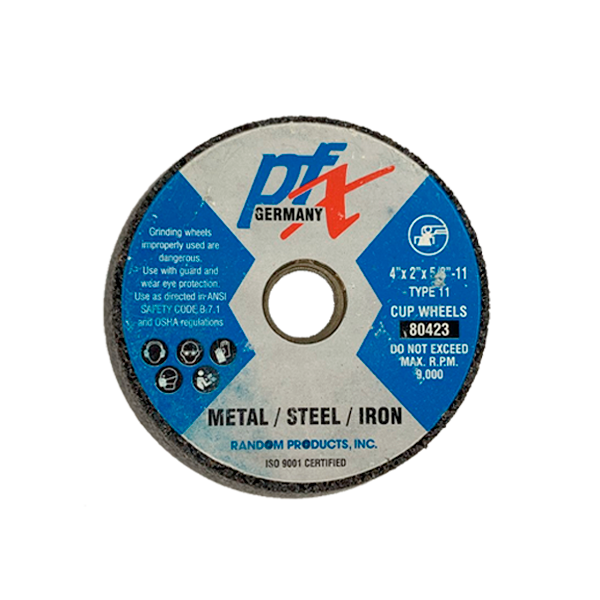 pfx
GERMANY
Grinding wheels
improperly used are
dangerous.
Use with guard and
wear eye protection.
Use as directed in ANSI
SAFETY CODE B-7.1
and OSHA regulations
4" x 2" x 5/8"-11
TYPE 11
CUP WHEELS
80423
DO NOT EXCEED
MAX. R.P.M.
9,000
METAL / STEEL / IRON
RANDOM PRODUCTS, INC.
ISO 9001 CERTIFIED